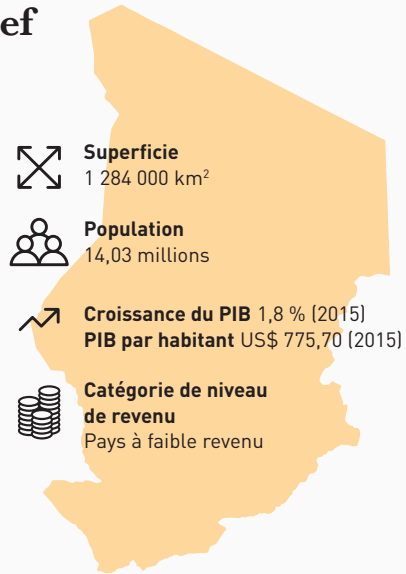 ef
Superficie
1 284 000 km²
Population
14,03 millions
Croissance du PIB 1,8 % (2015)
PIB par habitant US$ 775,70 (2015)
Catégorie de niveau
de revenu
Pays à faible revenu